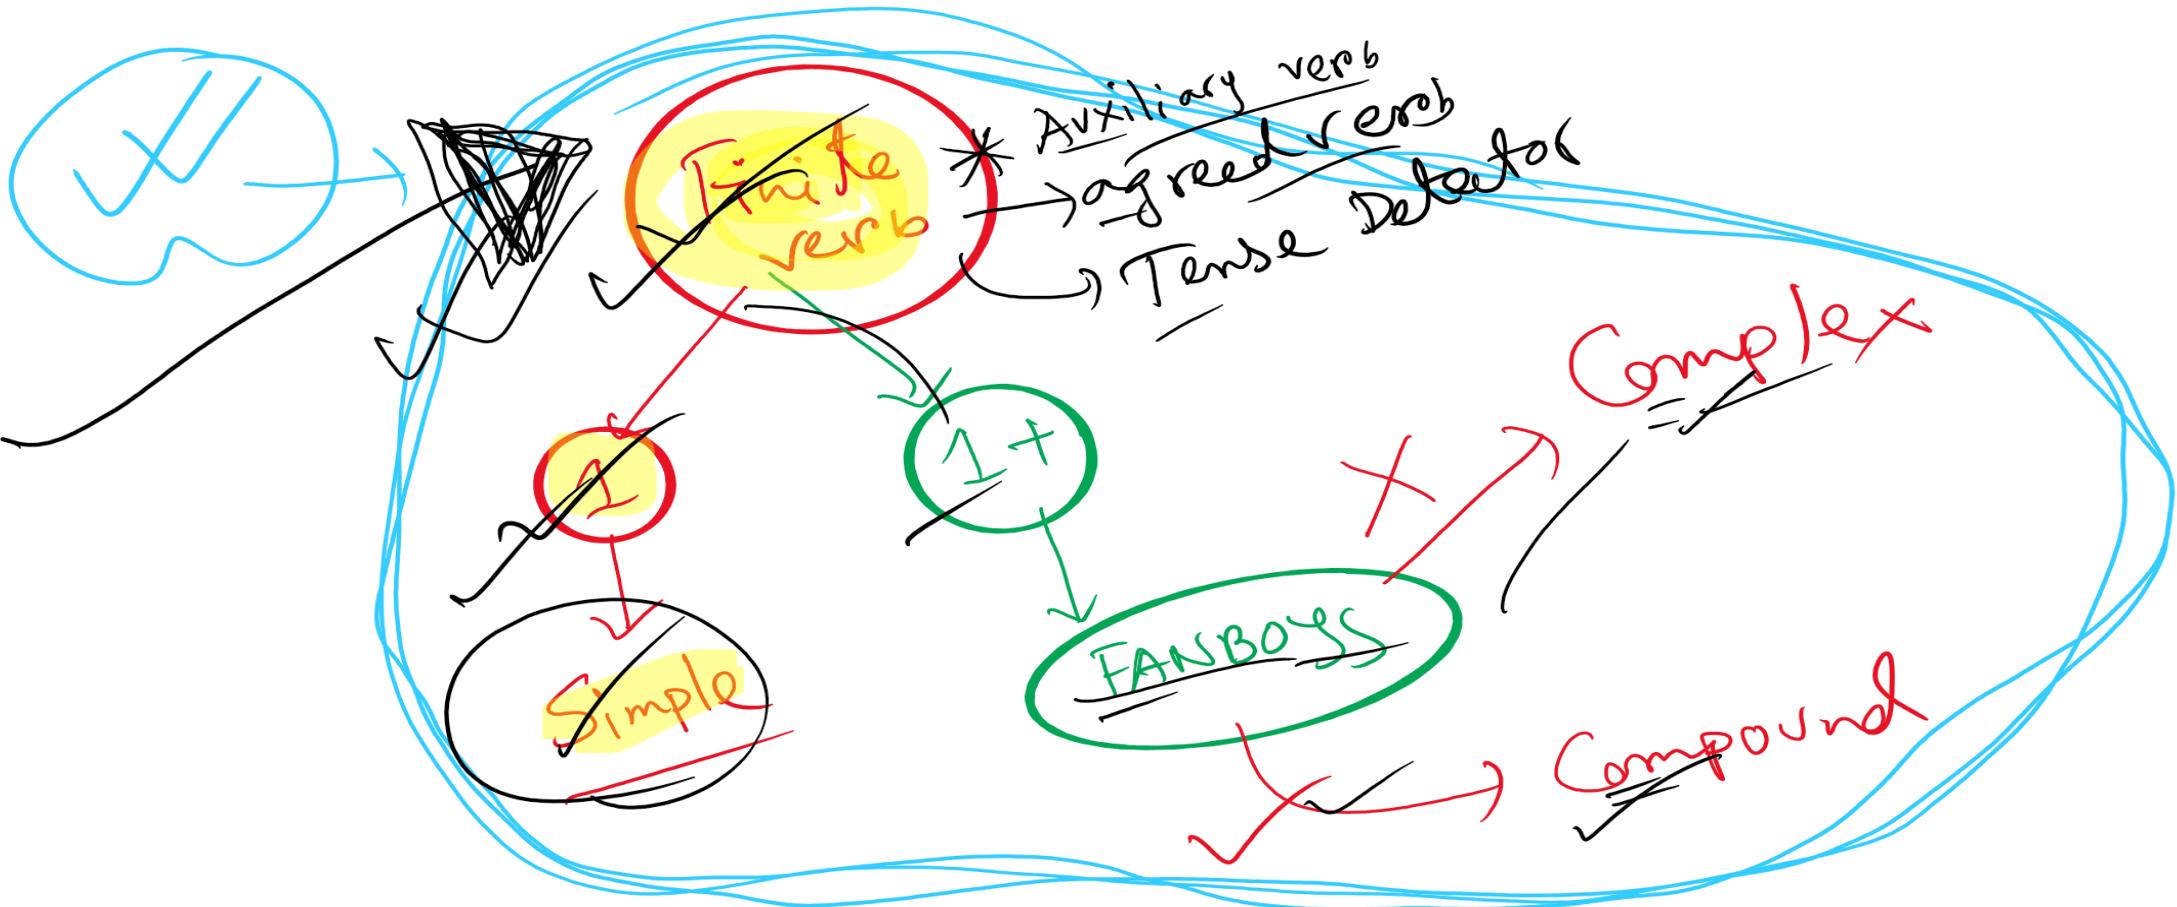 Auxiliary verb
* agreed verb
Finite
verb
Tense Detector
Complex
1
1+
X
FANBOYS
Simple
Compound